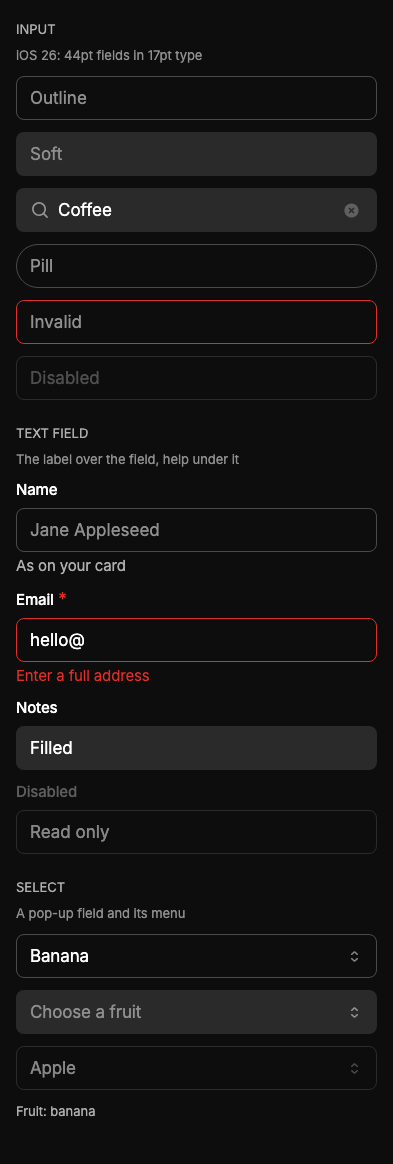 INPUT
iOS 26: 44pt fields in 17pt type
Outline
Soft
Coffee
Pill
Invalid
Disabled
TEXT FIELD
The label over the field, help under it
Name
Jane Appleseed
As on your card
Email *
hello@
Enter a full address
Notes
Filled
Disabled
Read only
SELECT
A pop-up field and its menu
Banana
Choose a fruit
Apple
Fruit: banana